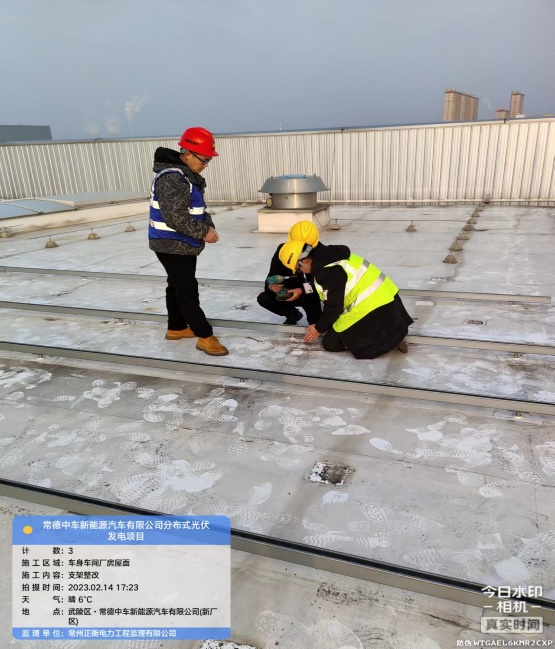 常德中车新能源汽车有限公司分布式光伏
发电项目
计 数：3
施工区域：车身车间厂房屋面
施工内容：支架整改
拍摄时间：2023.02.14 17:23
天 气：晴 6℃
地 点：武陵区·常德中车新能源汽车有限公司(新厂
区)
监理单位：常州正衡电力工程监理有限公司
今日水印
-相机-
真实时间
防伪 WTGAEL6KMR2CXP